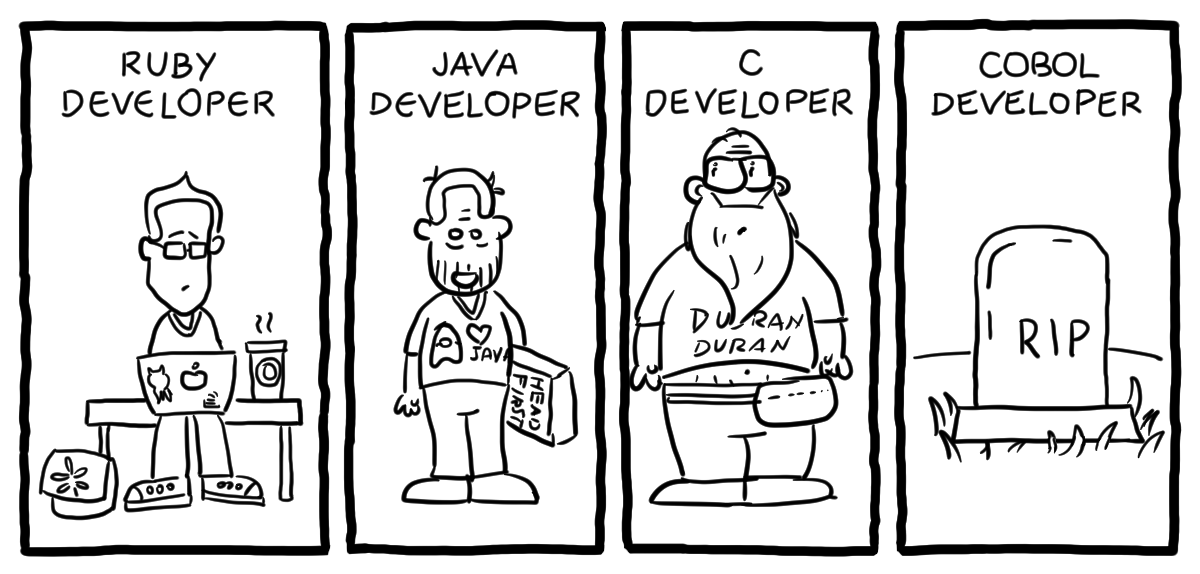 RUBY
DEVELOPER
JAVA
DEVELOPER
JAVA
HEAD
FIRST
C
DEVELOPER
DURAN
DURAN
COBOL
DEVELOPER
RIP